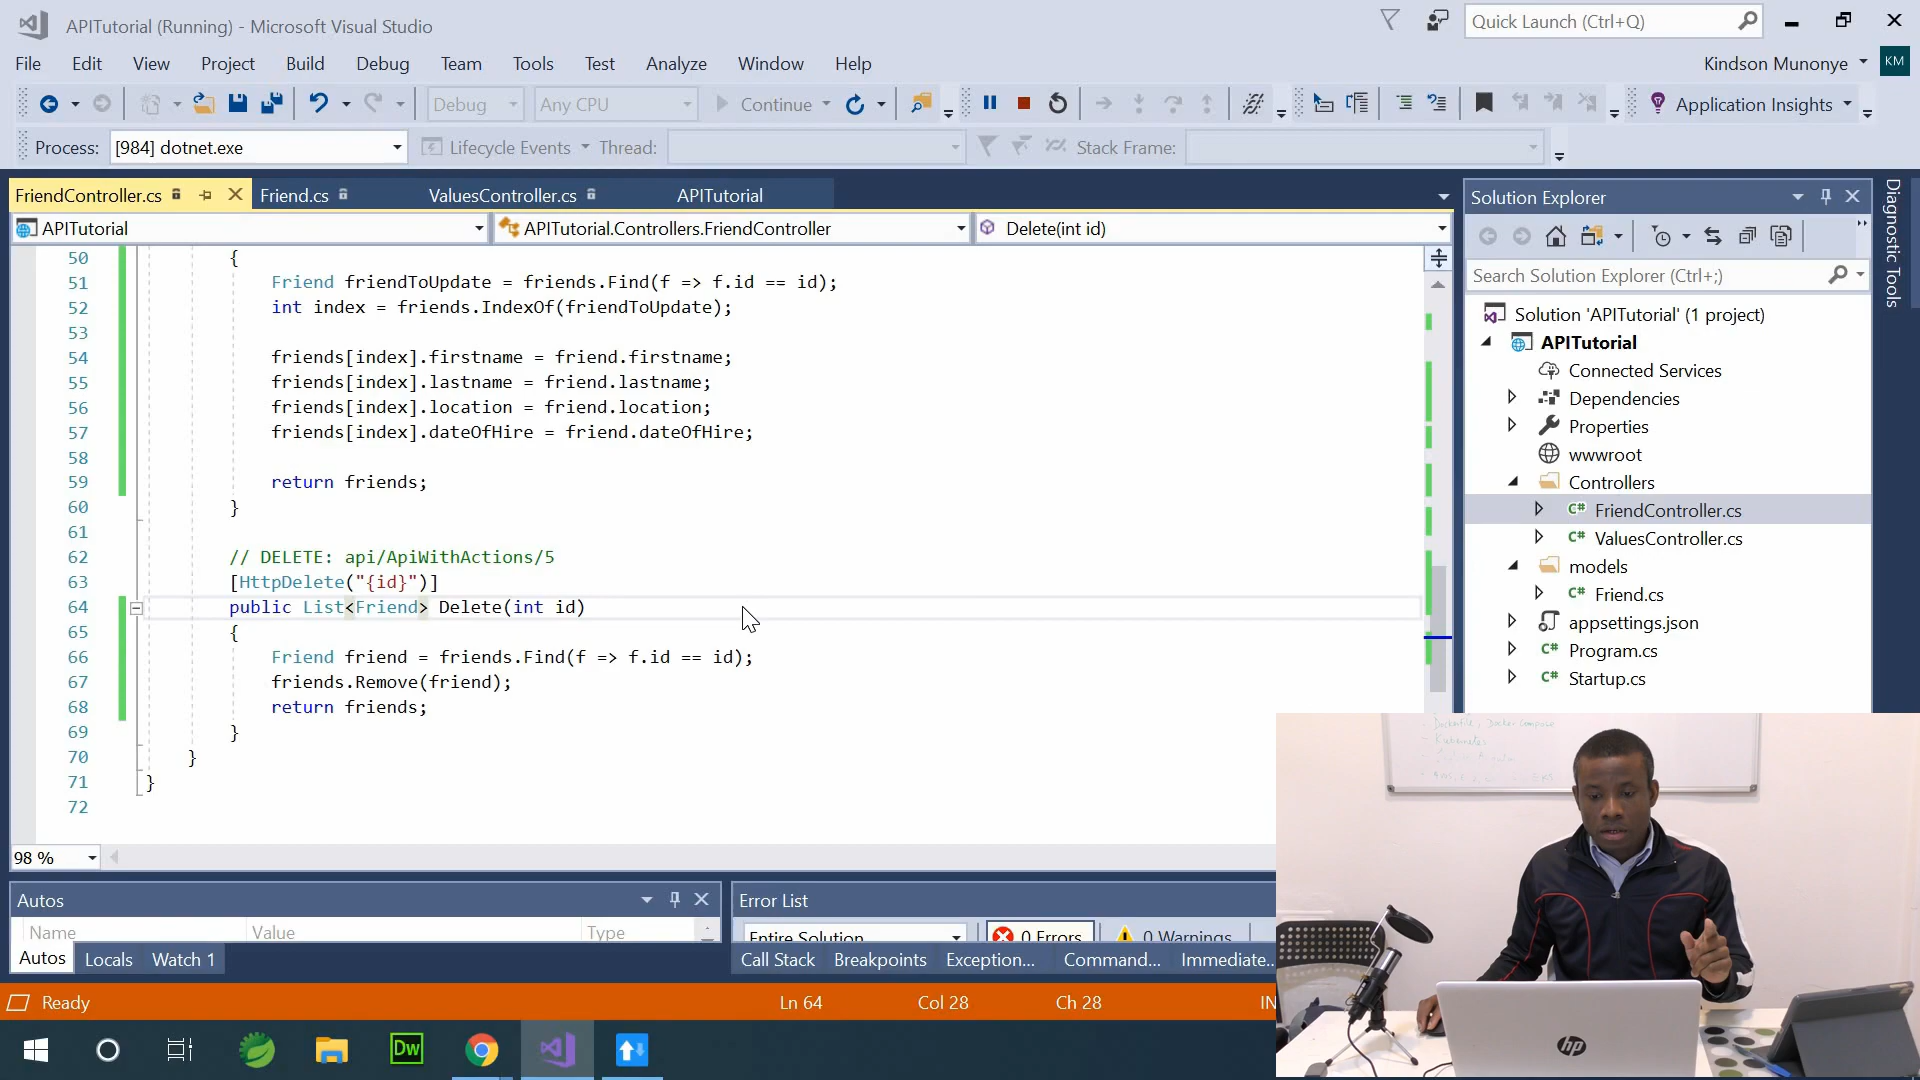 APITutorial (Running) - Microsoft Visual Studio
Quick Launch (Ctrl+Q)
File Edit View Project Build Debug Team Tools Test Analyze Window Help
Kindson Munonye KM
Debug Any CPU Continue Application Insights
Process: [984] dotnet.exe Lifecycle Events Thread: Stack Frame:
FriendController.cs Friend.cs ValuesController.cs APITutorial
APITutorial APITutorial.Controllers.FriendController Delete(int id)
50 {
51 Friend friendToUpdate = friends.Find(f => f.id == id);
52 int index = friends.IndexOf(friendToUpdate);
53
54 friends[index].firstname = friend.firstname;
55 friends[index].lastname = friend.lastname;
56 friends[index].location = friend.location;
57 friends[index].dateOfHire = friend.dateOfHire;
58
59 return friends;
60 }
61
62 // DELETE: api/ApiWithActions/5
63 [HttpDelete("{id}")]
64 public List<Friend> Delete(int id)
65 {
66 Friend friend = friends.Find(f => f.id == id);
67 friends.Remove(friend);
68 return friends;
69 }
70 }
71 }
72
98 %
Solution Explorer
Search Solution Explorer (Ctrl+;)
Solution 'APITutorial' (1 project)
APITutorial
Connected Services
Dependencies
Properties
wwwroot
Controllers
C# FriendController.cs
C# ValuesController.cs
models
C# Friend.cs
appsettings.json
C# Program.cs
C# Startup.cs
Diagnostic Tools
Autos
Name Value Type
Autos Locals Watch 1
Error List
Entire Solution 0 Errors 0 Warnings
Call Stack Breakpoints Exception... Command... Immediate...
Ready Ln 64 Col 28 Ch 28 IN
Dw
Dockerfile, Docker Compose
Kubernetes
hp